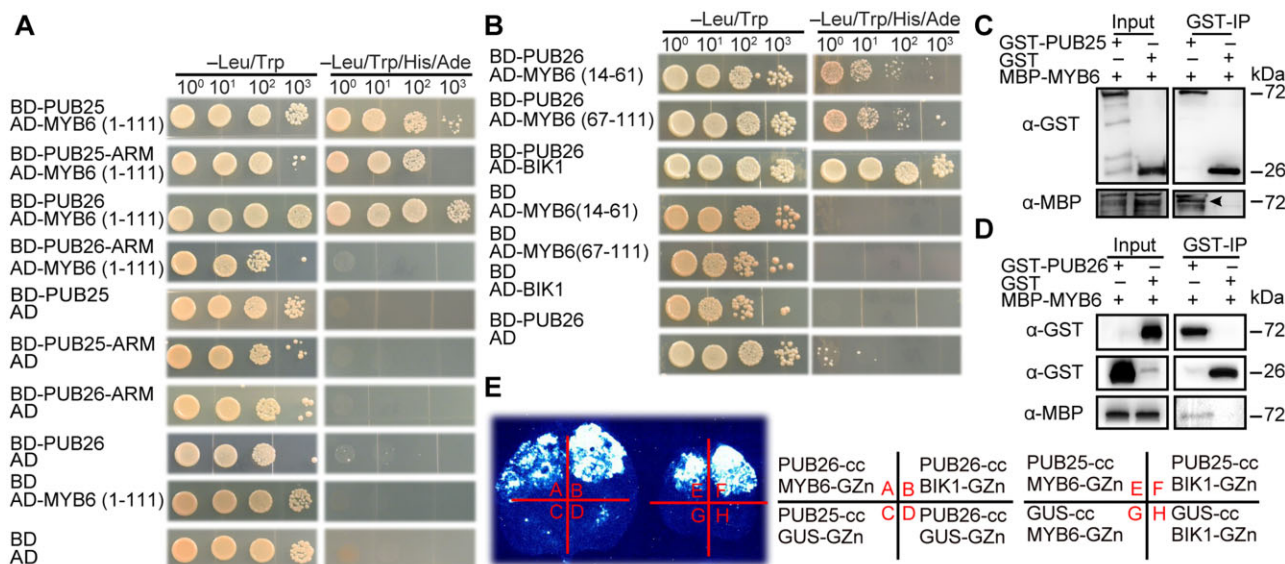 A
–Leu/Trp –Leu/Trp/His/Ade
10⁰ 10¹ 10² 10³ 10⁰ 10¹ 10² 10³
BD-PUB25
AD-MYB6 (1-111)
BD-PUB25-ARM
AD-MYB6 (1-111)
BD-PUB26
AD-MYB6 (1-111)
BD-PUB26-ARM
AD-MYB6 (1-111)
BD-PUB25
AD
BD-PUB25-ARM
AD
BD-PUB26-ARM
AD
BD-PUB26
AD
BD
AD-MYB6 (1-111)
BD
AD
B
–Leu/Trp –Leu/Trp/His/Ade
10⁰ 10¹ 10² 10³ 10⁰ 10¹ 10² 10³
BD-PUB26
AD-MYB6 (14-61)
BD-PUB26
AD-MYB6 (67-111)
BD-PUB26
AD-BIK1
BD
AD-MYB6(14-61)
BD
AD-MYB6(67-111)
BD
AD-BIK1
BD-PUB26
AD
C
Input GST-IP
GST-PUB25 + – + –
GST – + – +
MBP-MYB6 + + + + kDa
–72
α-GST
–26
α-MBP –72
D
Input GST-IP
GST-PUB26 + – + –
GST – + – +
MBP-MYB6 + + + + kDa
α-GST –72
α-GST –26
α-MBP –72
E
A B E F
C D G H
PUB26-cc PUB26-cc
MYB6-GZn A B BIK1-GZn
PUB25-cc C D PUB26-cc
GUS-GZn GUS-GZn
PUB25-cc PUB25-cc
MYB6-GZn E F BIK1-GZn
GUS-cc G H GUS-cc
MYB6-GZn BIK1-GZn